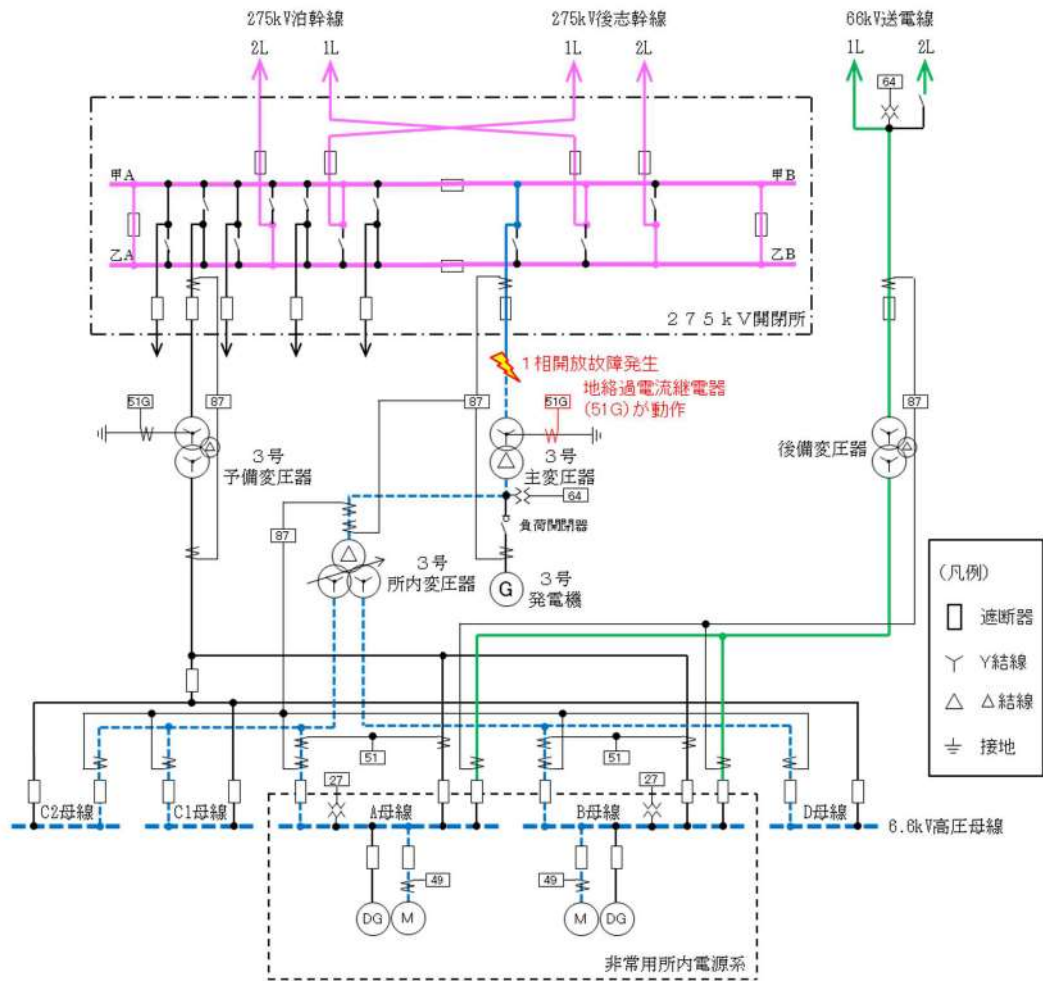 275kV泊幹線
275kV後志幹線
66kV送電線
2L
1L
1L
2L
1L
2L
64
甲A
甲B
乙A
乙B
275kV開閉所
1相開放故障発生
地絡過電流継電器
(51G)が動作
51G
87
51G
87
87
3号
予備変圧器
3号
主変圧器
後備変圧器
64
87
負荷開閉器
3号
所内変圧器
G
3号
発電機
(凡例)
遮断器
Y結線
△結線
接地
51
51
27
27
C2母線
C1母線
A母線
B母線
D母線
6.6kV高圧母線
49
49
DG
M
M
DG
非常用所内電源系